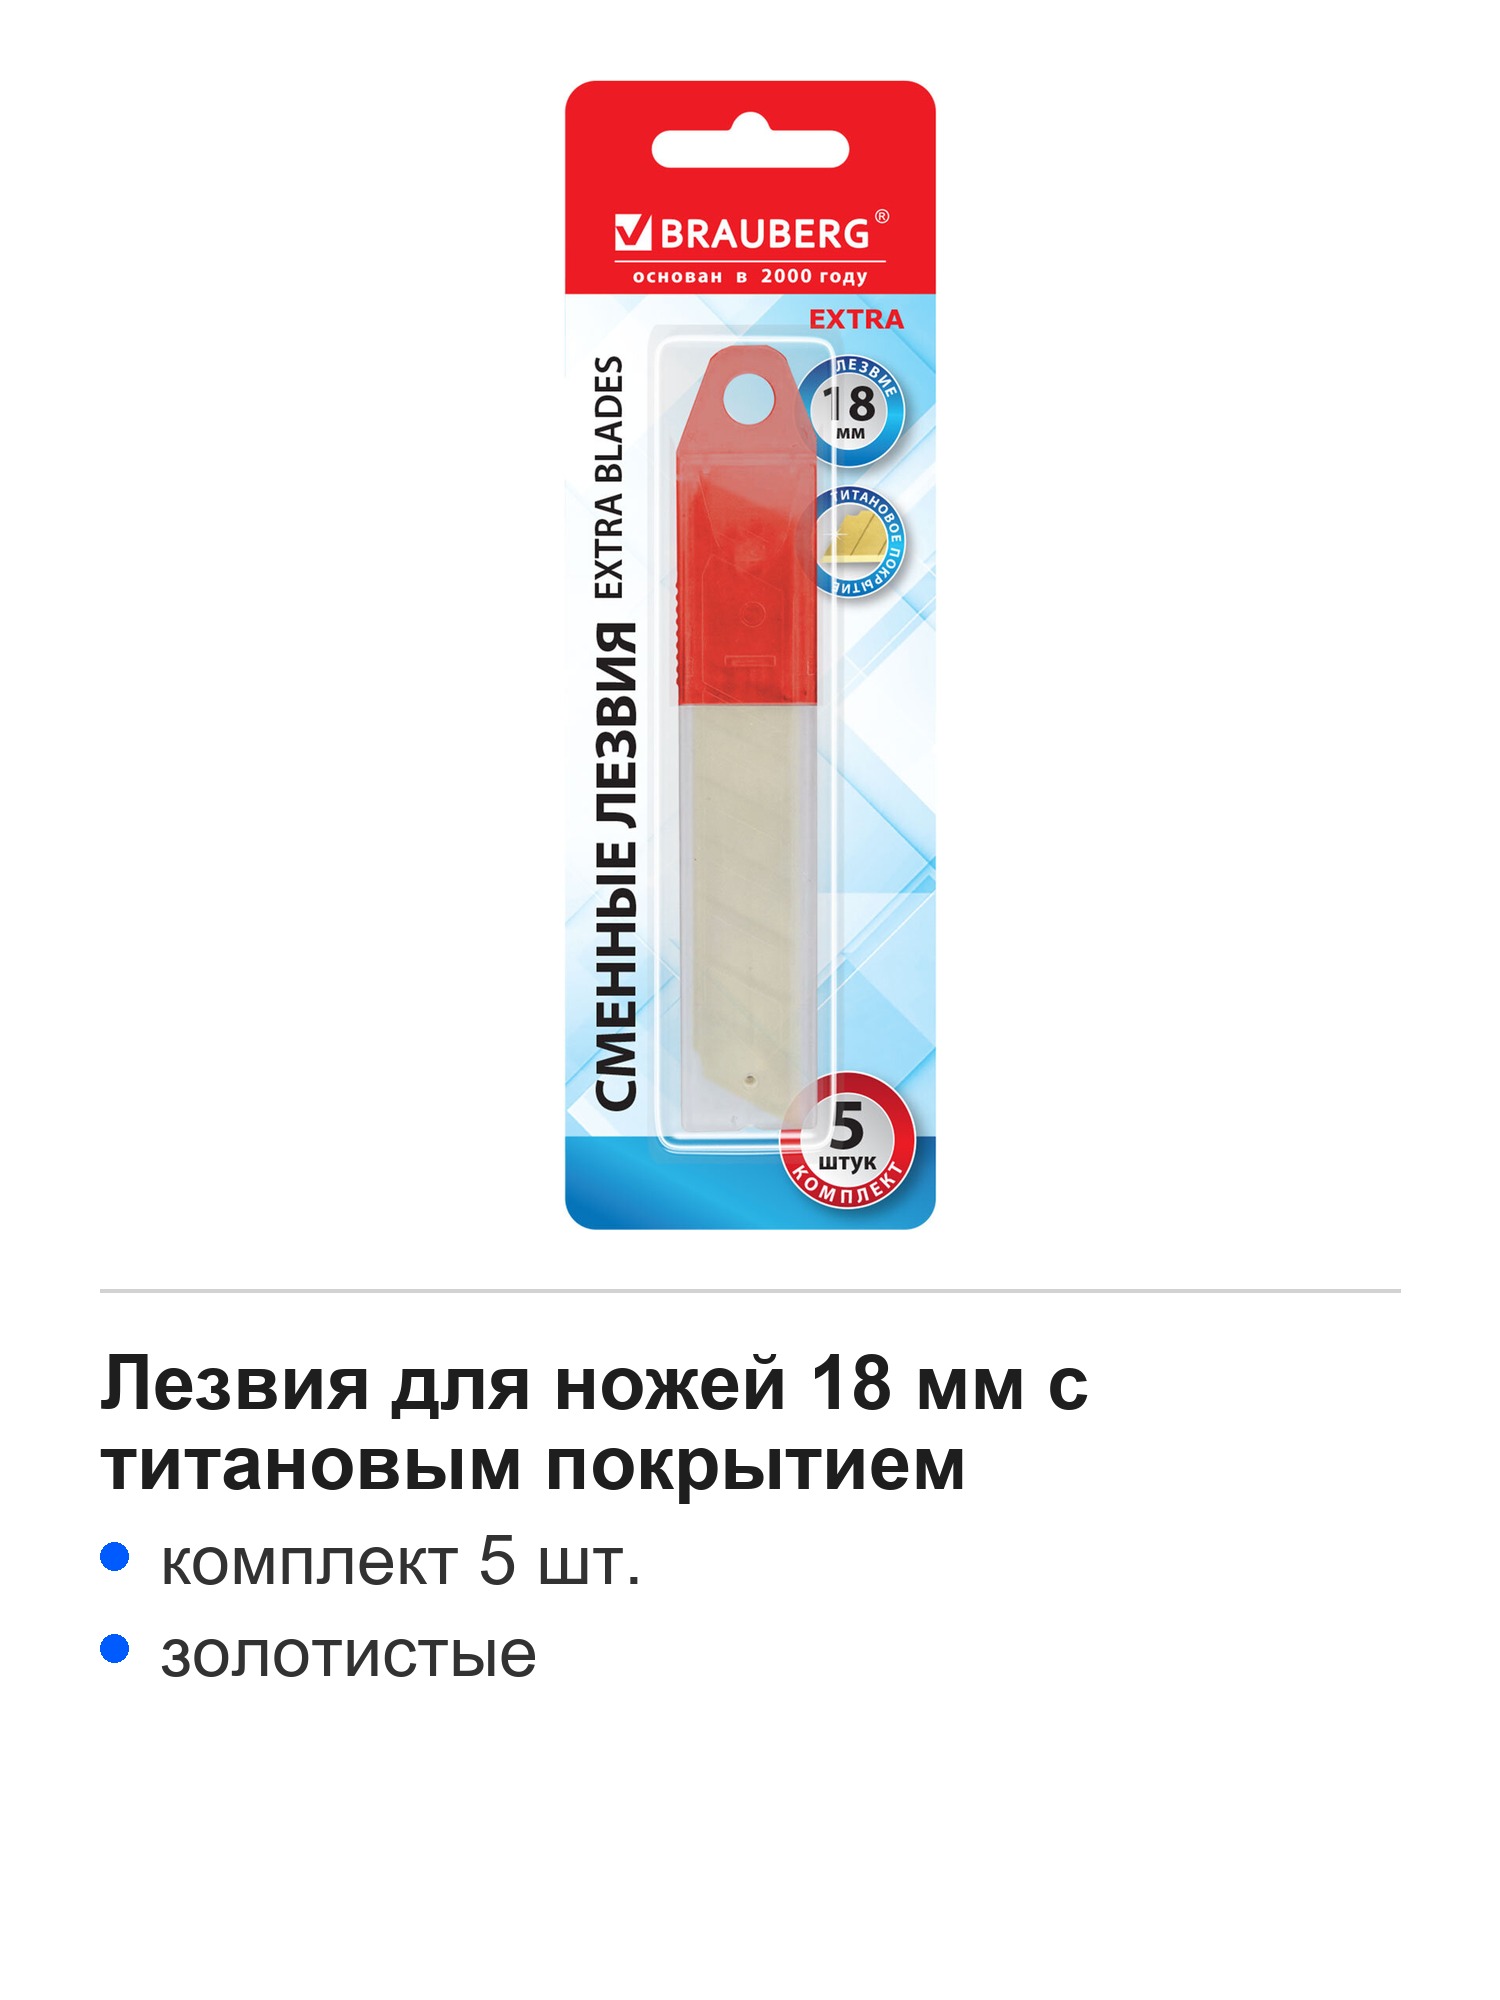 BRAUBERG®
основан в 2000 году
EXTRA
СМЕННЫЕ ЛЕЗВИЯ EXTRA BLADES
ЛЕЗВИЕ
18
мм
ТИТАНОВОЕ ПОКРЫТИЕ
5
штук
КОМПЛЕКТ
Лезвия для ножей 18 мм с
титановым покрытием
комплект 5 шт.
золотистые